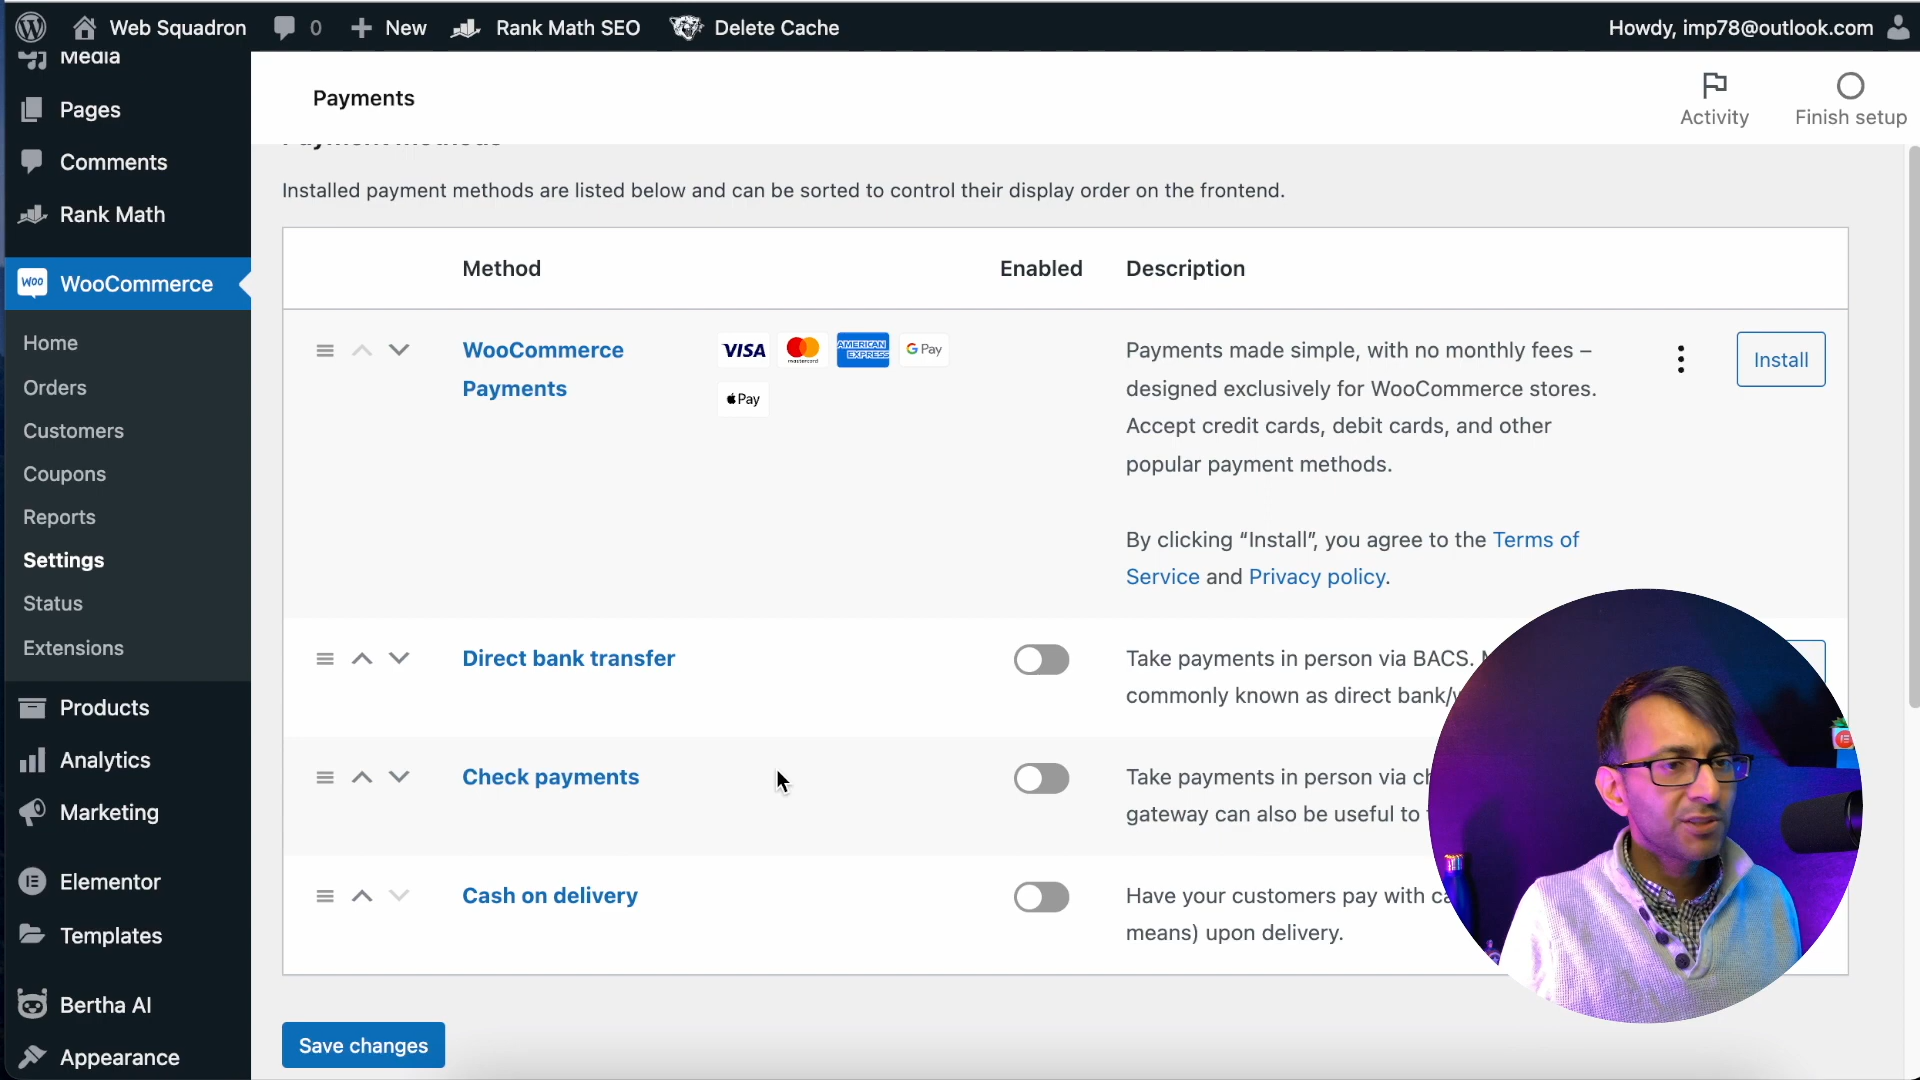 Web Squadron
0
New
Rank Math SEO
Delete Cache
Howdy, imp78@outlook.com
Media
Pages
Comments
Rank Math
WOO
WooCommerce
Home
Orders
Customers
Coupons
Reports
Settings
Status
Extensions
Products
Analytics
Marketing
Elementor
Templates
Bertha AI
Appearance
Payments
Activity
Finish setup
Payment methods
Installed payment methods are listed below and can be sorted to control their display order on the frontend.
Method
Enabled
Description
WooCommerce
Payments
VISA
mastercard
AMERICAN
EXPRESS
G Pay
Pay
Payments made simple, with no monthly fees –
designed exclusively for WooCommerce stores.
Accept credit cards, debit cards, and other
popular payment methods.
By clicking “Install”, you agree to the Terms of
Service and Privacy policy.
Install
Direct bank transfer
Take payments in person via BACS.
commonly known as direct bank/
Check payments
Take payments in person via
gateway can also be useful to
Cash on delivery
Have your customers pay with
means) upon delivery.
Save changes